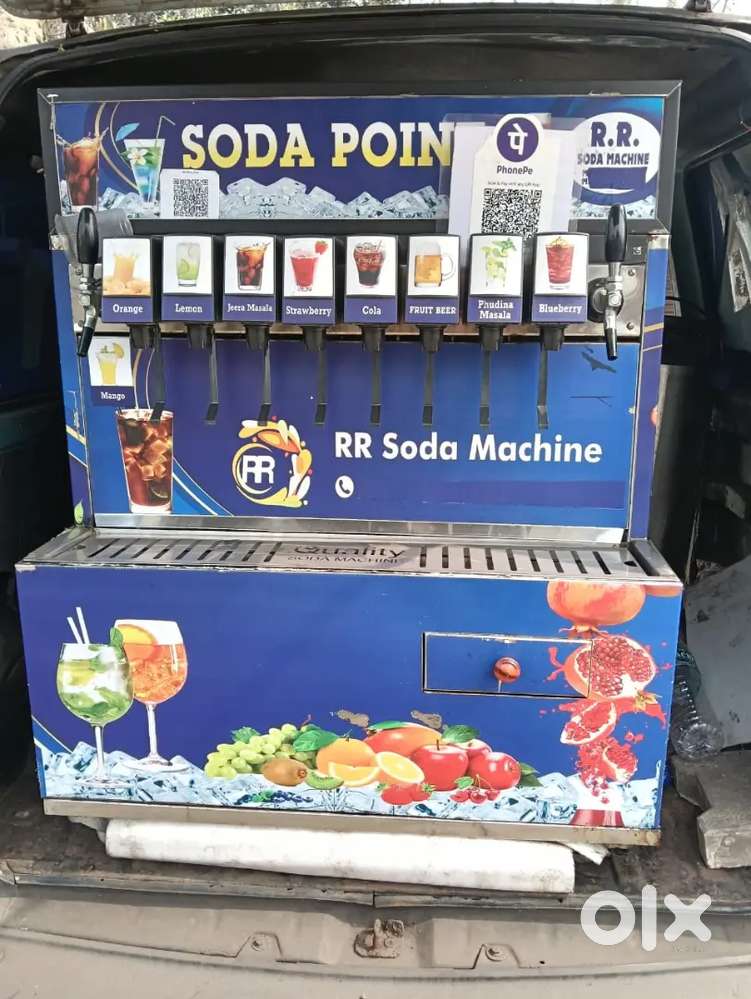 SODA POIN
पे
PhonePe
R.R.
SODA MACHINE
Orange
Lemon
Jeera Masala
Strawberry
Cola
FRUIT BEER
Phudina
Masala
Blueberry
Mango
RR
RR Soda Machine
Quality
SODA MACHIN
olx